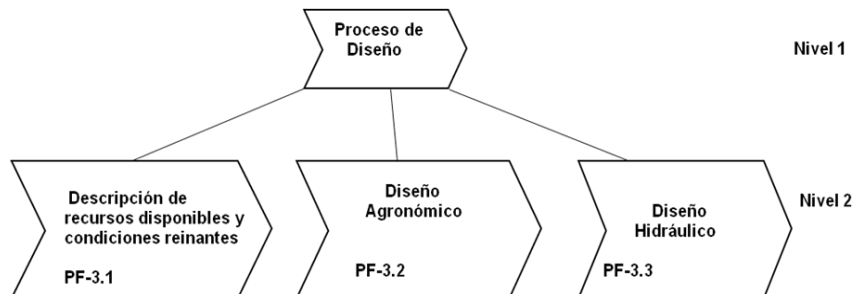 Proceso de
Diseño
Nivel 1
Descripción de
recursos disponibles y
condiciones reinantes
PF-3.1
Diseño
Agronómico
PF-3.2
Diseño
Hidráulico
PF-3.3
Nivel 2